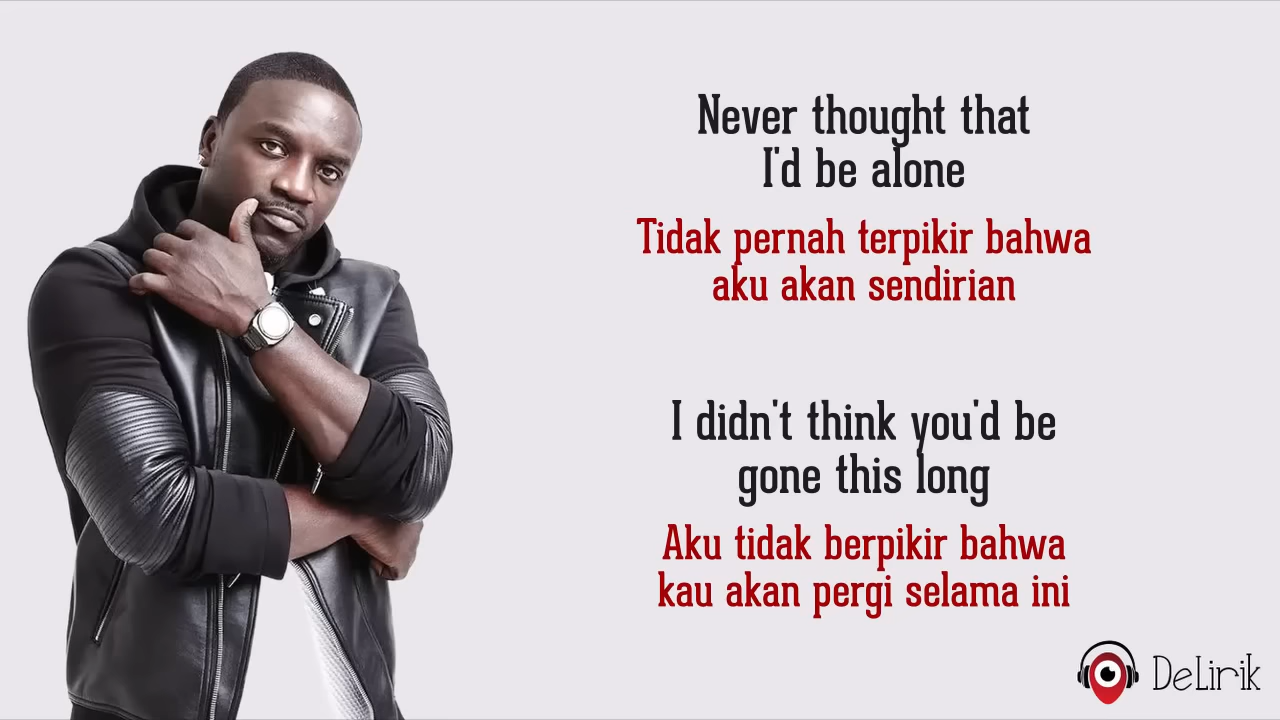 Never thought that
I'd be alone
Tidak pernah terpikir bahwa
aku akan sendirian
I didn't think you'd be
gone this long
Aku tidak berpikir bahwa
kau akan pergi selama ini
DeLirik